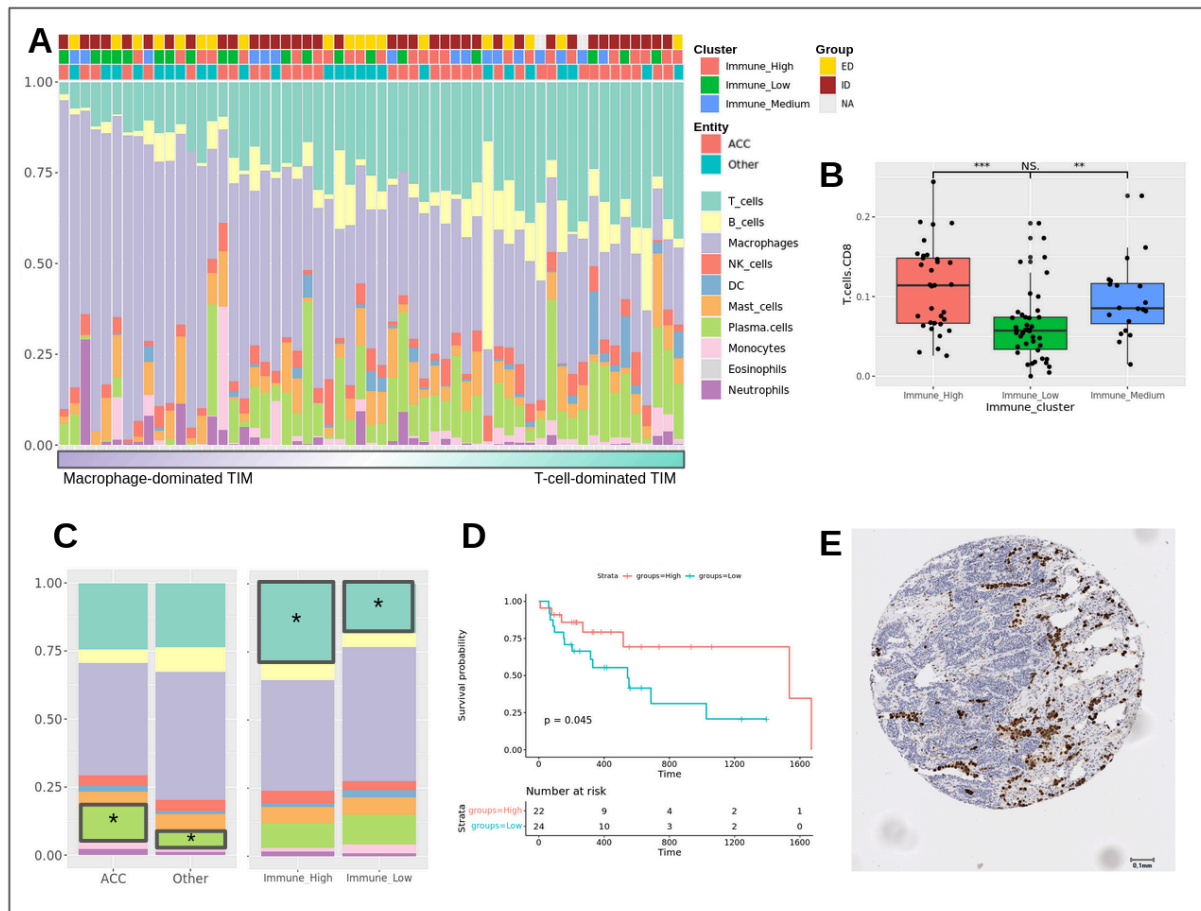 A
1.00
0.75
0.50
0.25
0.00
Macrophage-dominated TIM
T-cell-dominated TIM
Cluster
Immune_High
Immune_Low
Immune_Medium
Group
ED
ID
NA
Entity
ACC
Other
T_cells
B_cells
Macrophages
NK_cells
DC
Mast_cells
Plasma.cells
Monocytes
Eosinophils
Neutrophils
B
*** NS. **
T.cells.CD8
0.2
0.1
0.0
Immune_High Immune_Low Immune_Medium
Immune_cluster
C
1.00
0.75
0.50
0.25
0.00
* * * *
ACC Other Immune_High Immune_Low
D
Strata groups=High groups=Low
Survival probability
1.00
0.75
0.50
0.25
0.00
p = 0.045
0 400 800 1200 1600
Time
Number at risk
Strata
groups=High 22 9 4 2 1
groups=Low 24 10 3 2 0
0 400 800 1200 1600
Time
E
0.1mm